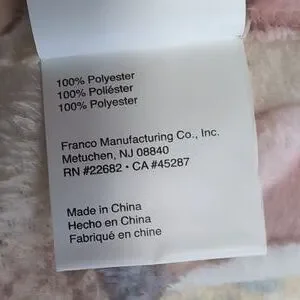 100% Polyester
100% Poliéster
100% Polyester
Franco Manufacturing Co., Inc.
Metuchen, NJ 08840
RN #22682 • CA #45287
Made in China
Hecho en China
Fabriqué en chine